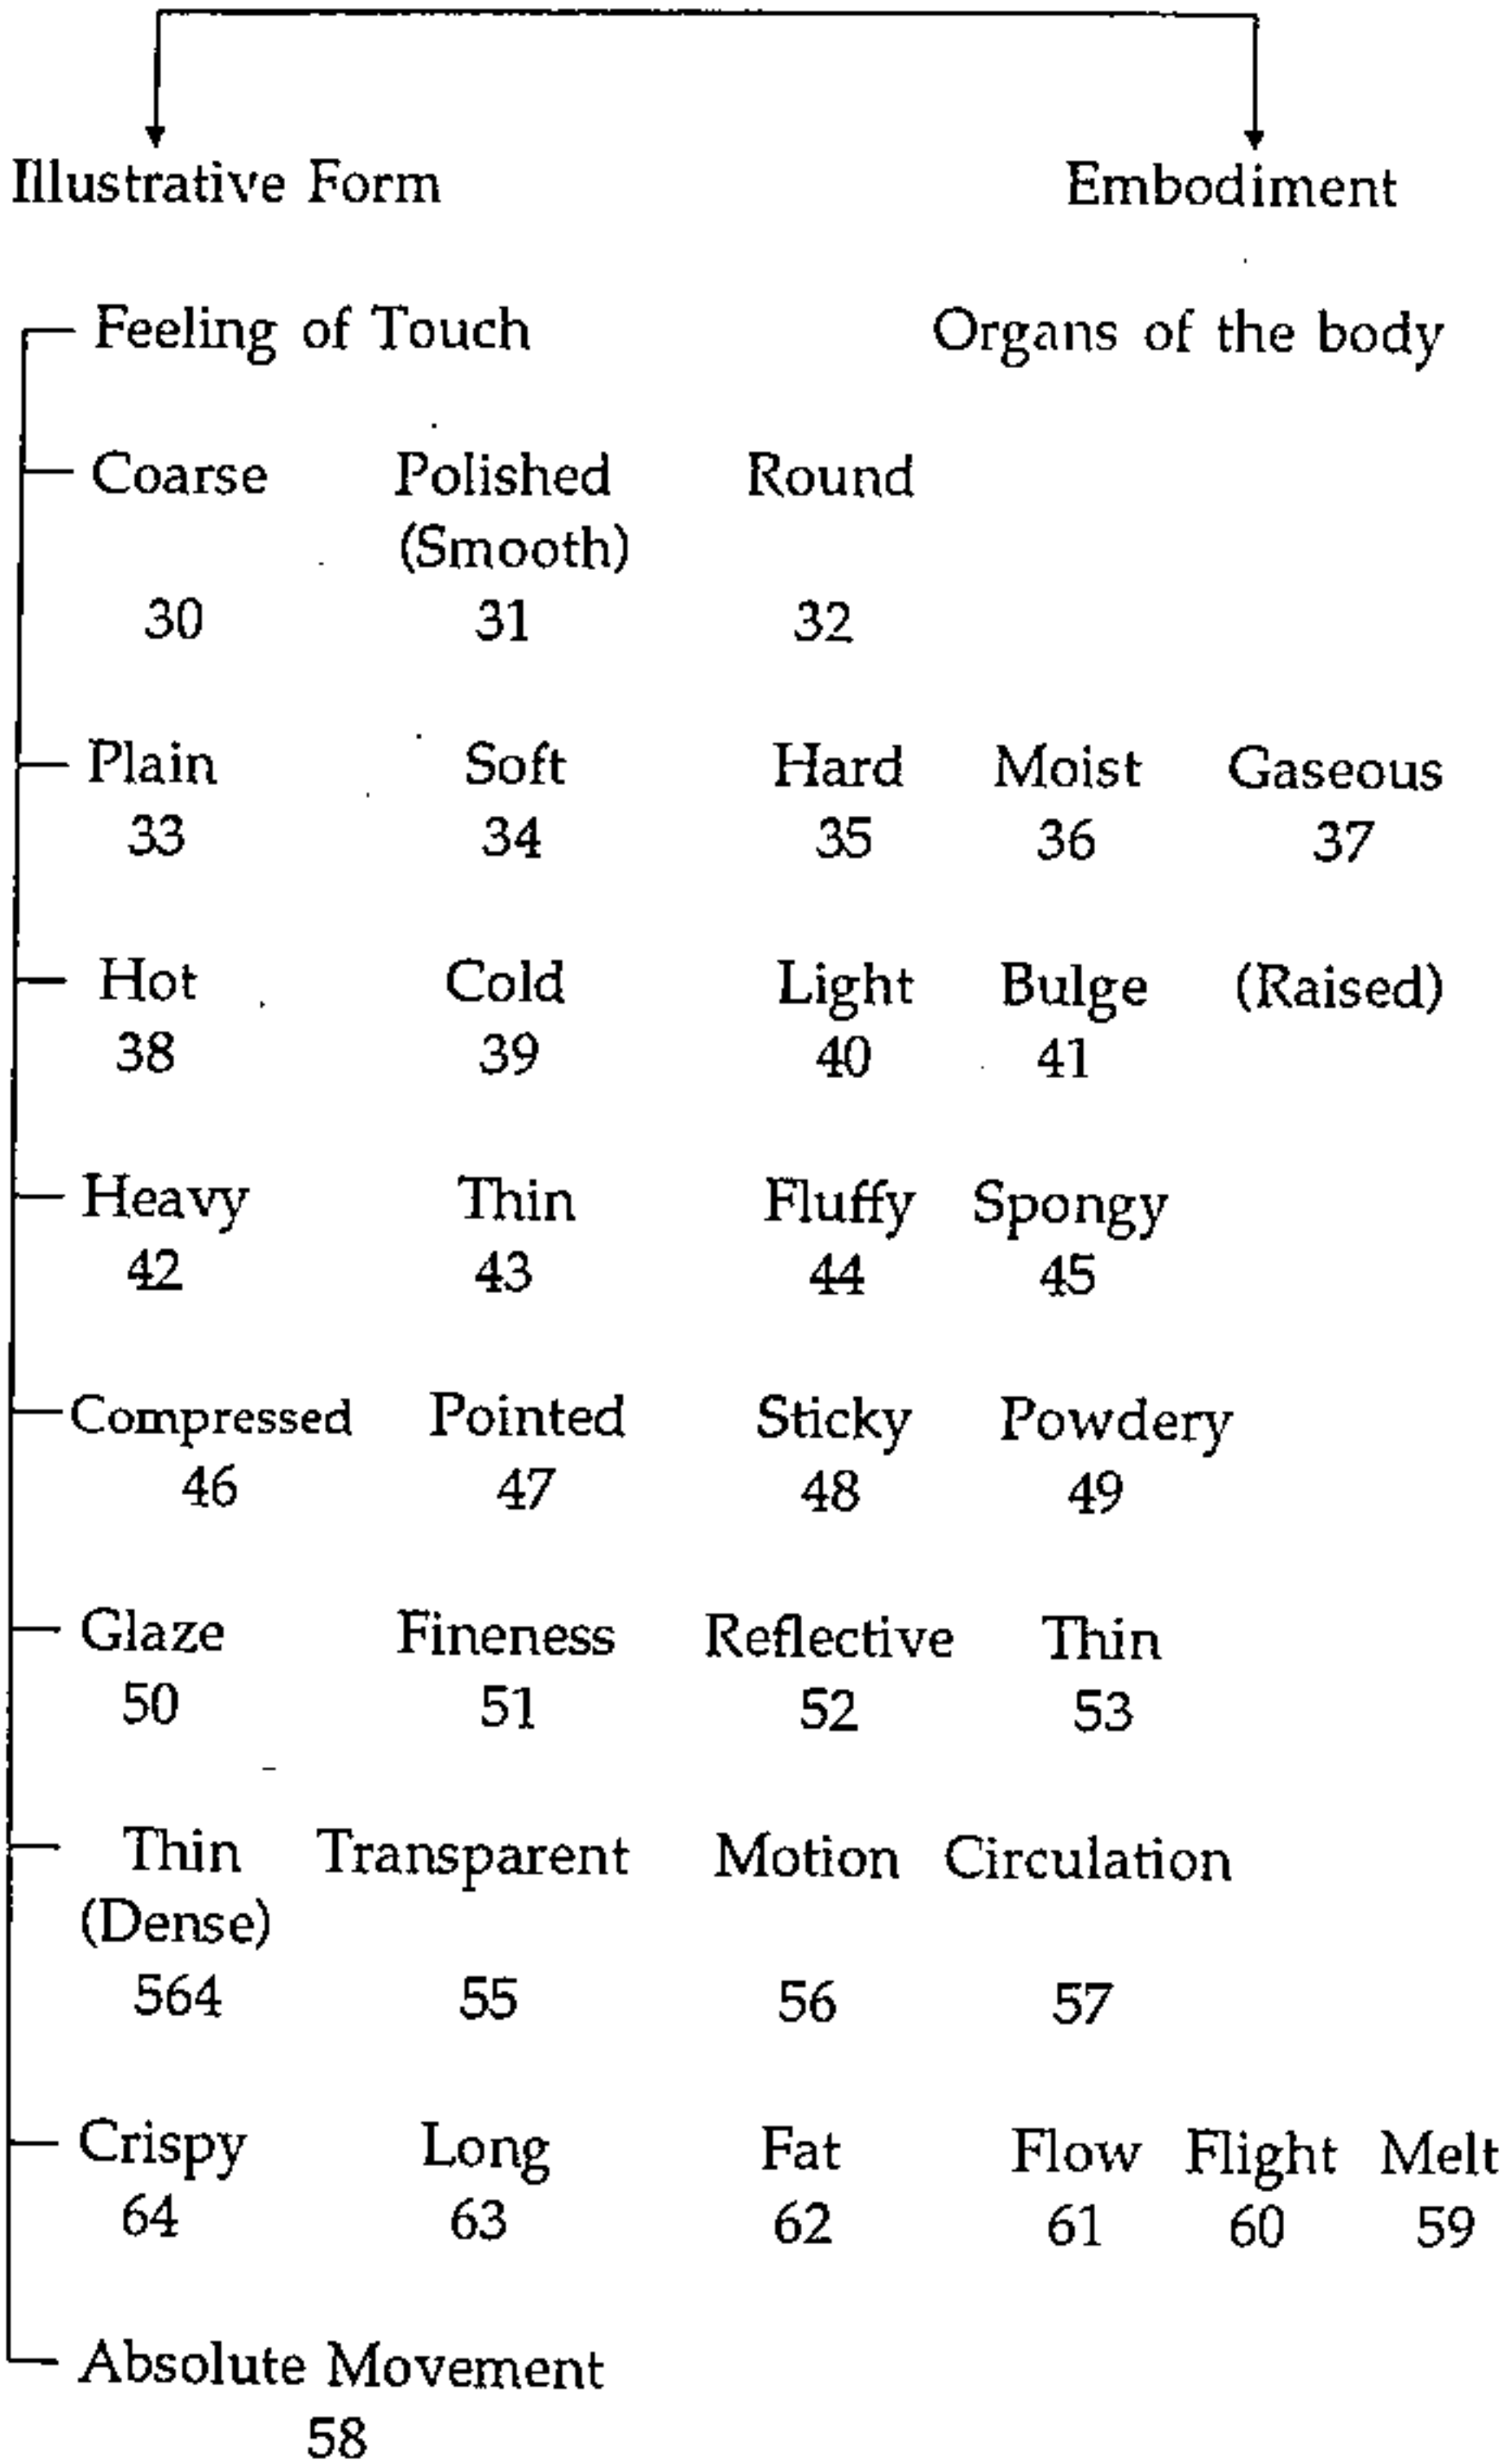 Illustrative Form Embodiment
Feeling of Touch Organs of the body
Coarse Polished Round
(Smooth)
30 31 32
Plain Soft Hard Moist Gaseous
33 34 35 36 37
Hot Cold Light Bulge (Raised)
38 39 40 41
Heavy Thin Fluffy Spongy
42 43 44 45
Compressed Pointed Sticky Powdery
46 47 48 49
Glaze Fineness Reflective Thin
50 51 52 53
Thin Transparent Motion Circulation
(Dense)
564 55 56 57
Crispy Long Fat Flow Flight Melt
64 63 62 61 60 59
Absolute Movement
58